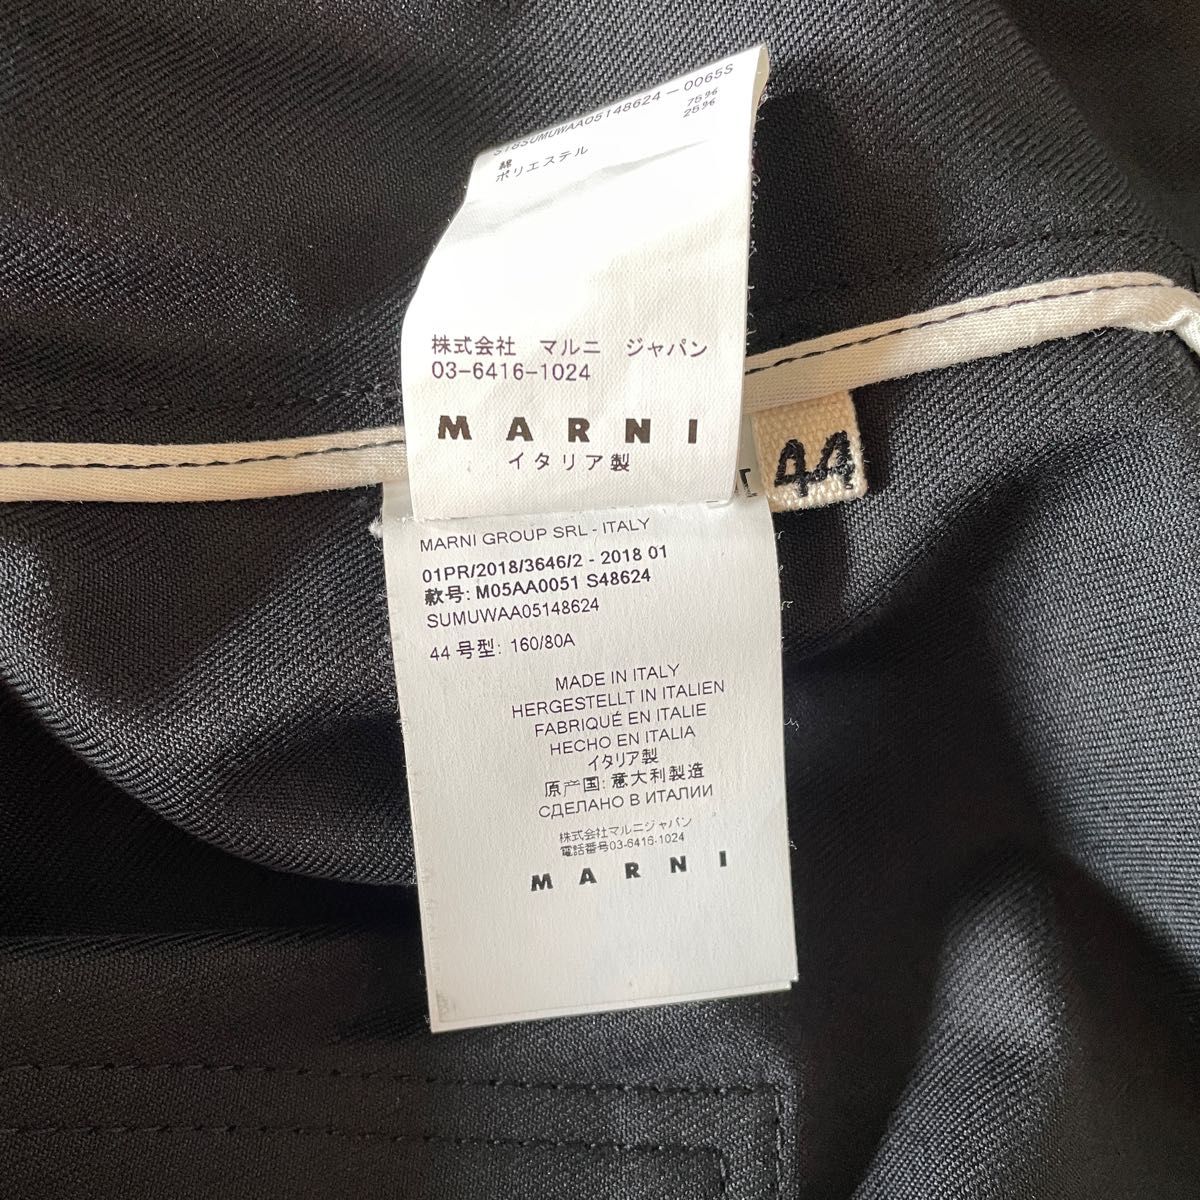 S18SUMUWAA05148624-0065S
綿 75%
ポリエステル 25%
株式会社 マルニ ジャパン
03-6416-1024
MARNI
イタリア製
44
MARNI GROUP SRL - ITALY
01PR/2018/3646/2 - 2018 01
款号: M05AA0051 S48624
SUMUWAA05148624
44 号型: 160/80A
MADE IN ITALY
HERGESTELLT IN ITALIEN
FABRIQUÉ EN ITALIE
HECHO EN ITALIA
イタリア製
原产国: 意大利製造
СДЕЛАНО В ИТАЛИИ
株式会社マルニジャパン
電話番号03-6416-1024
MARNI